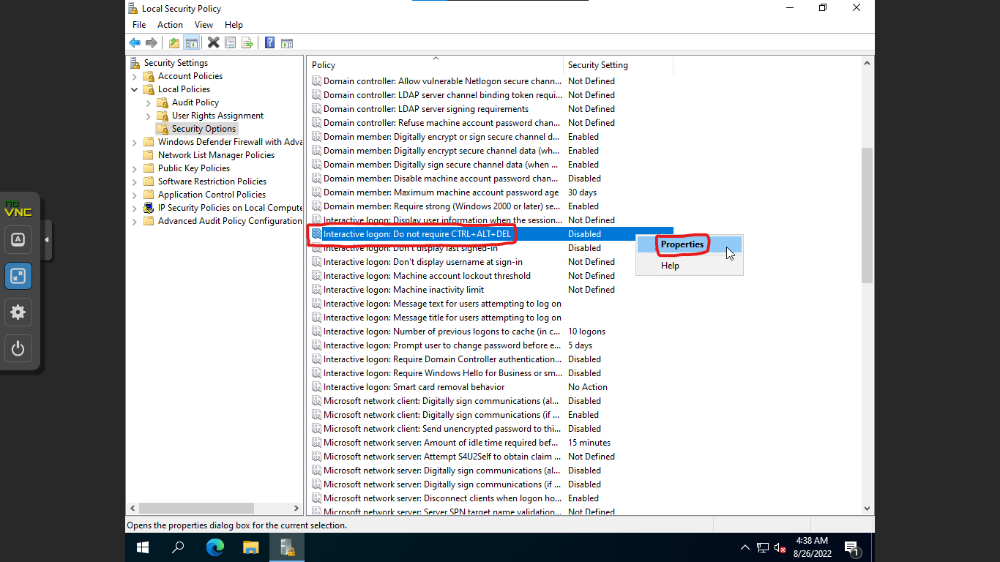 Local Security Policy
File Action View Help
Security Settings
Account Policies
Local Policies
Audit Policy
User Rights Assignment
Security Options
Windows Defender Firewall with Adva
Network List Manager Policies
Public Key Policies
Software Restriction Policies
Application Control Policies
IP Security Policies on Local Compute
Advanced Audit Policy Configuration
Policy Security Setting
Domain controller: Allow vulnerable Netlogon secure chann... Not Defined
Domain controller: LDAP server channel binding token requi... Not Defined
Domain controller: LDAP server signing requirements Not Defined
Domain controller: Refuse machine account password chan... Not Defined
Domain member: Digitally encrypt or sign secure channel d... Enabled
Domain member: Digitally encrypt secure channel data (wh... Enabled
Domain member: Digitally sign secure channel data (when ... Enabled
Domain member: Disable machine account password chan... Disabled
Domain member: Maximum machine account password age 30 days
Domain member: Require strong (Windows 2000 or later) se... Enabled
Interactive logon: Display user information when the session... Not Defined
Interactive logon: Do not require CTRL+ALT+DEL Disabled
Interactive logon: Don't display last signed-in Disabled
Interactive logon: Don't display username at sign-in Not Defined
Interactive logon: Machine account lockout threshold Not Defined
Interactive logon: Machine inactivity limit Not Defined
Interactive logon: Message text for users attempting to log on
Interactive logon: Message title for users attempting to log on
Interactive logon: Number of previous logons to cache (in c... 10 logons
Interactive logon: Prompt user to change password before e... 5 days
Interactive logon: Require Domain Controller authentication... Disabled
Interactive logon: Require Windows Hello for Business or sm... Disabled
Interactive logon: Smart card removal behavior No Action
Microsoft network client: Digitally sign communications (al... Disabled
Microsoft network client: Digitally sign communications (if ... Enabled
Microsoft network client: Send unencrypted password to thi... Disabled
Microsoft network server: Amount of idle time required bef... 15 minutes
Microsoft network server: Attempt S4U2Self to obtain claim ... Not Defined
Microsoft network server: Digitally sign communications (al... Disabled
Microsoft network server: Digitally sign communications (if ... Disabled
Microsoft network server: Disconnect clients when logon ho... Enabled
Microsoft network server: Server SPN target name validation... Not Defined
Properties
Help
Opens the properties dialog box for the current selection.
no
VNC
A
4:38 AM
8/26/2022
1